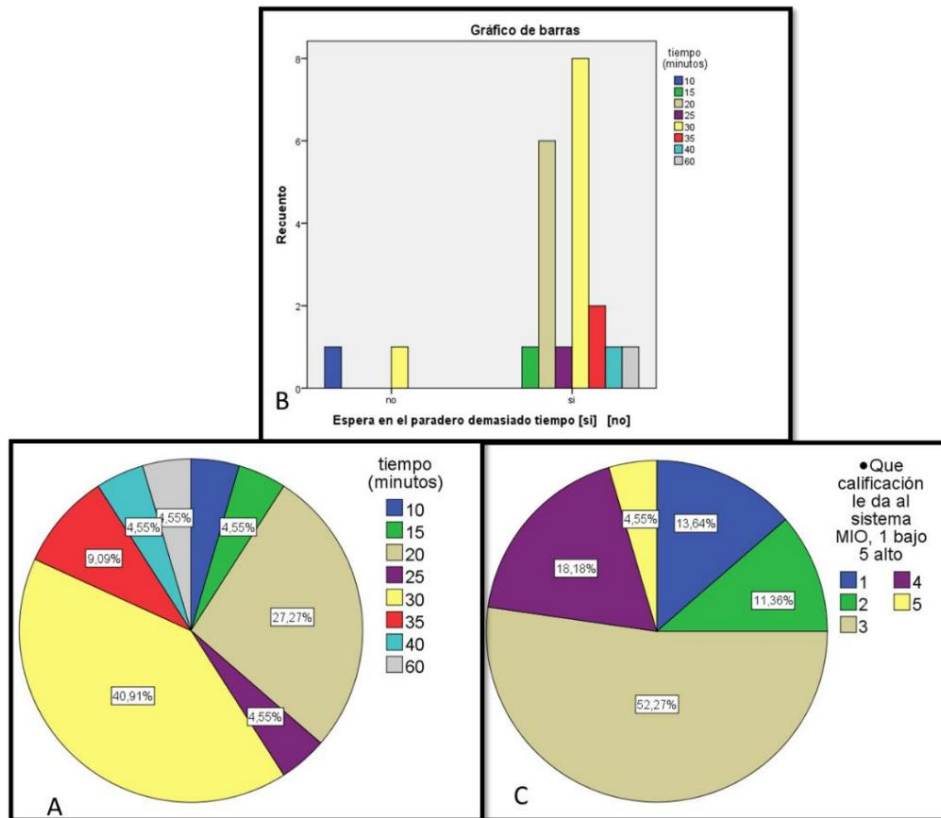 Gráfico de barras
tiempo
(minutos)
10
15
20
25
30
35
40
60
Recuento
8
6
4
2
0
no
si
Espera en el paradero demasiado tiempo [si] [no]
B
tiempo
(minutos)
10
15
20
25
30
35
40
60
4,55%
4,55%
4,55%
9,09%
27,27%
40,91%
4,55%
A
•Que
calificación
le da al
sistema
MIO, 1 bajo
5 alto
1 4
2 5
3
4,55%
13,64%
18,18%
11,36%
52,27%
C